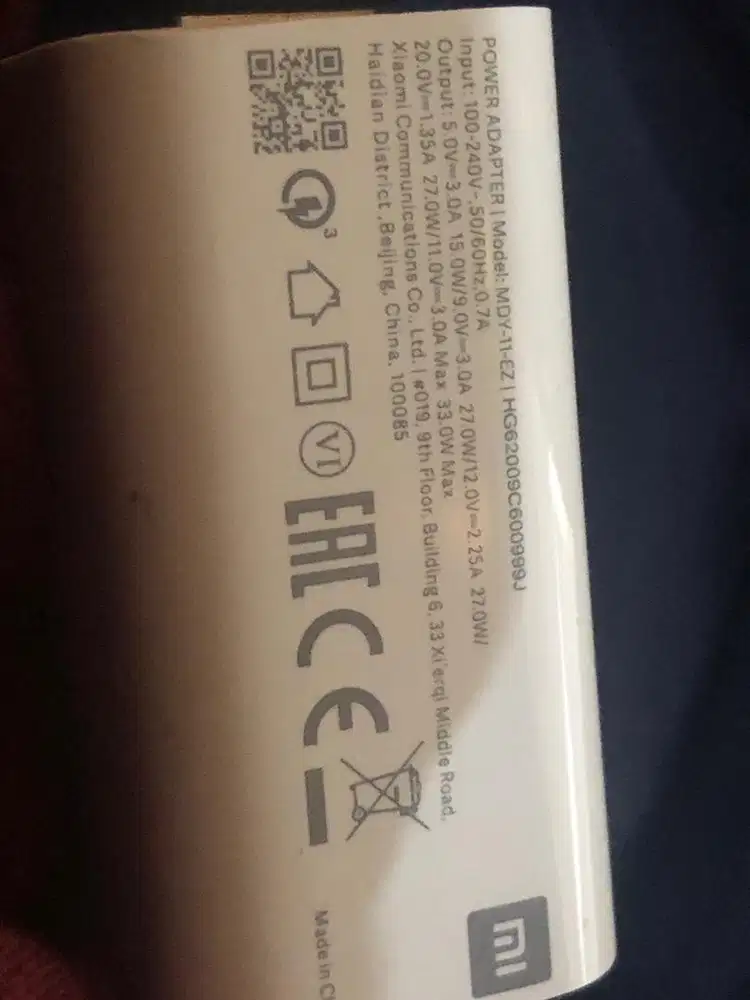 POWER ADAPTER | Model: MDY-11-EZ | HG62009C600999J
Input: 100-240V~,50/60Hz,0.7A
Output: 5.0V⎓3.0A 15.0W/9.0V⎓3.0A 27.0W/12.0V⎓2.25A 27.0W/
20.0V⎓1.35A 27.0W/11.0V⎓3.0A Max 33.0W Max
Xiaomi Communications Co., Ltd. | #019, 9th Floor, Building 6, 33 Xi'erqi Middle Road,
Haidian District ,Beijing, China, 100085
3
VI
EAC
CE
Made in
mi